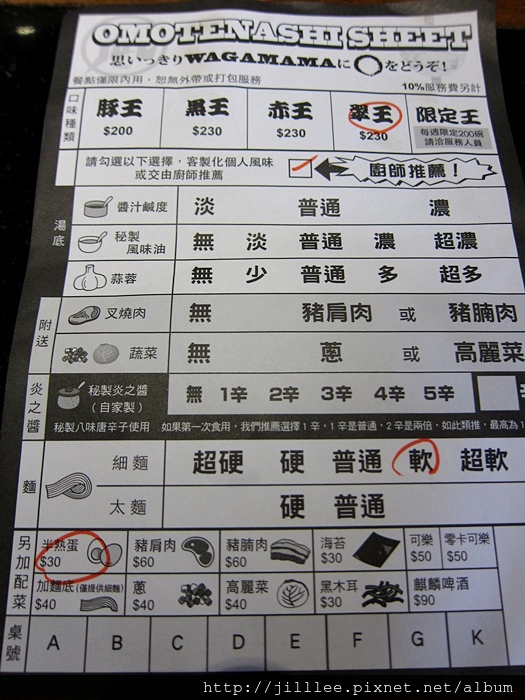 OMOTENASHI SHEET
思いっきりWAGAMAMAに〇をどうぞ!
餐點僅限內用，恕無外帶或打包服務
10%服務費另計
口味種類 豚王 $200 黑王 $230 赤王 $230 翠王 $230 限定王 每週限定200碗 請洽服務人員
請勾選以下選擇，客製化個人風味
或交由廚師推薦
廚師推薦！
湯底
醬汁鹹度 淡 普通 濃
秘製風味油 無 淡 普通 濃 超濃
蒜蓉 無 少 普通 多 超多
附送
叉燒肉 無 豬肩肉 或 豬腩肉
蔬菜 無 蔥 或 高麗菜
炎之醬
秘製炎之醬（自家製） 無 1辛 2辛 3辛 4辛 5辛
秘製八味唐辛子使用 如果第一次食用，我們推薦選擇1辛，1辛是普通，2辛是兩倍，如此類推，最高為1
麵
細麵 超硬 硬 普通 軟 超軟
太麵 硬 普通
另加配菜
半熟蛋 $30 豬肩肉 $60 豬腩肉 $60 海苔 $30 可樂 $50 零卡可樂 $50
加麵底(僅提供細麵) $40 蔥 $40 高麗菜 $40 黑木耳 $30 麒麟啤酒 $90
桌號 A B C D E F G K
http://jilllee.pixnet.net/album